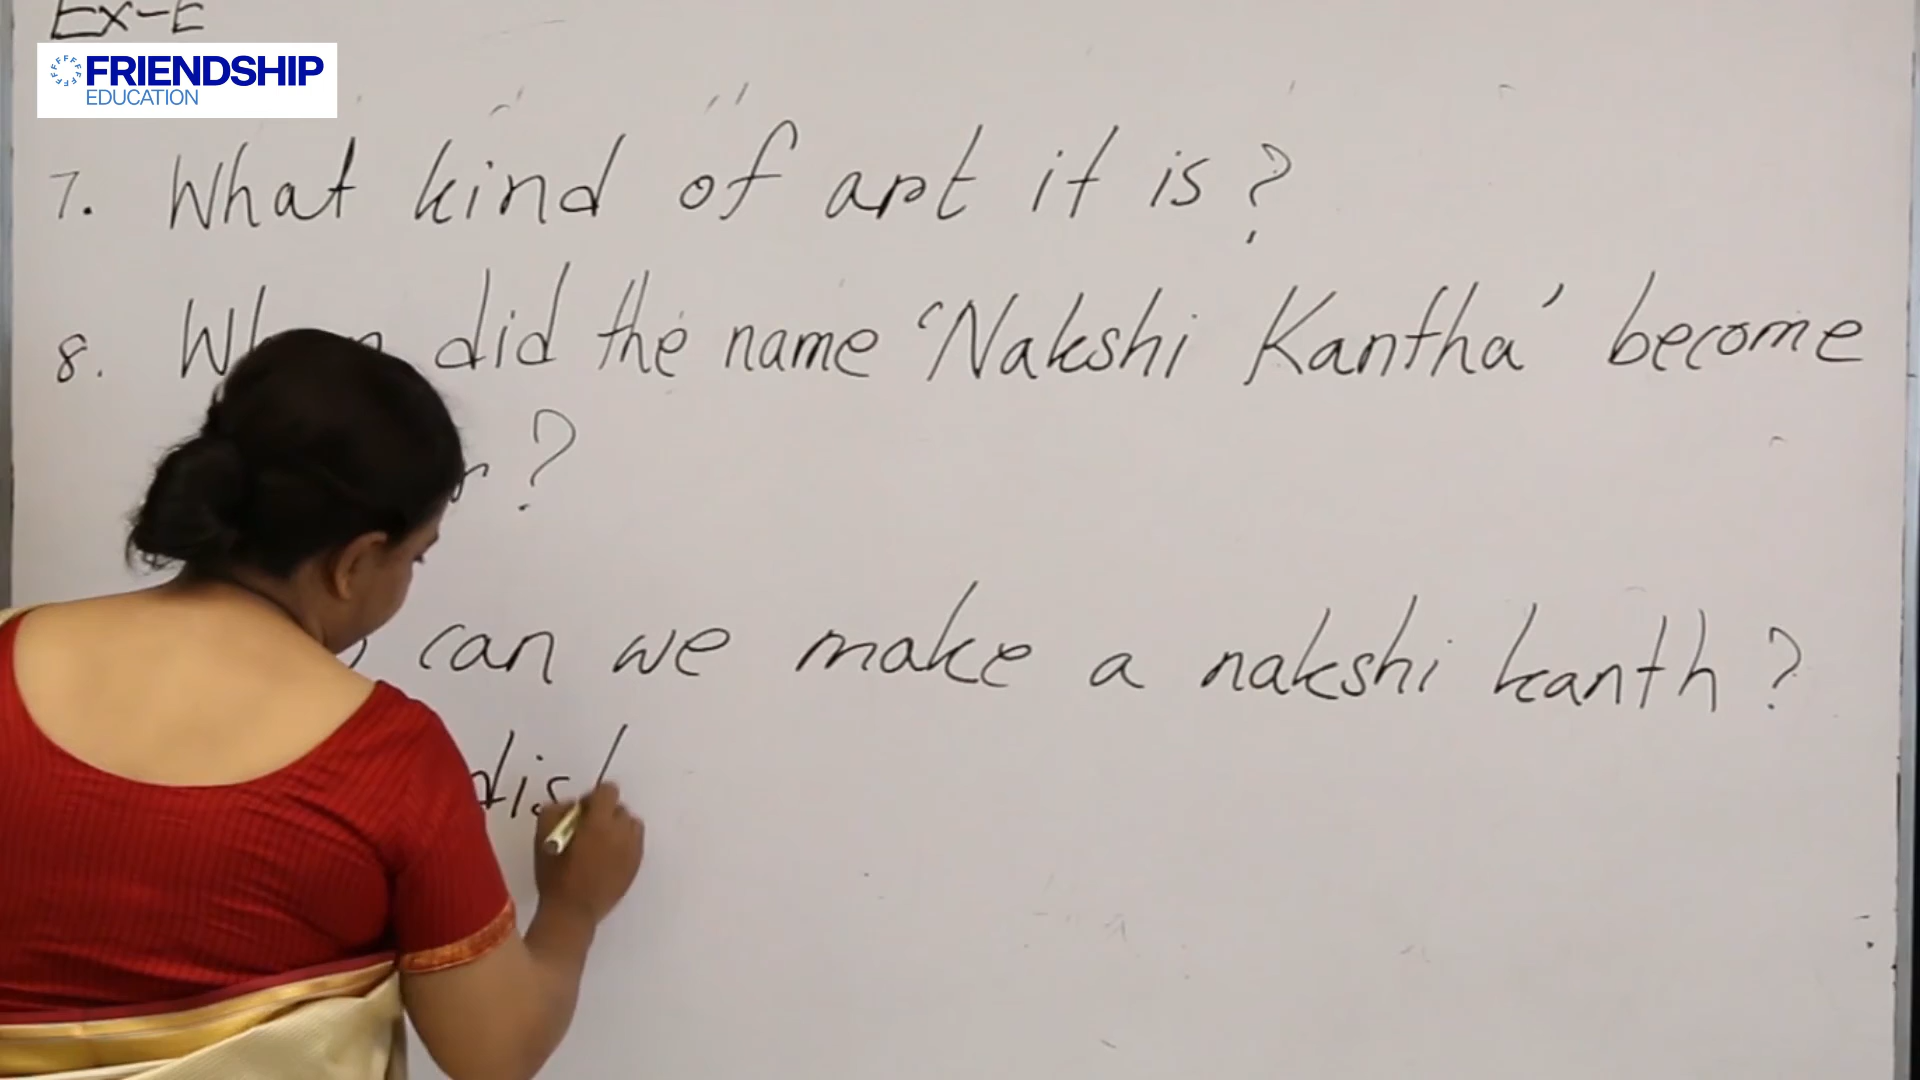 Ex-E
FRIENDSHIP
EDUCATION
7. What kind of art it is?
8. When did the name 'Nakshi Kantha' become
?
can we make a nakshi kanth?